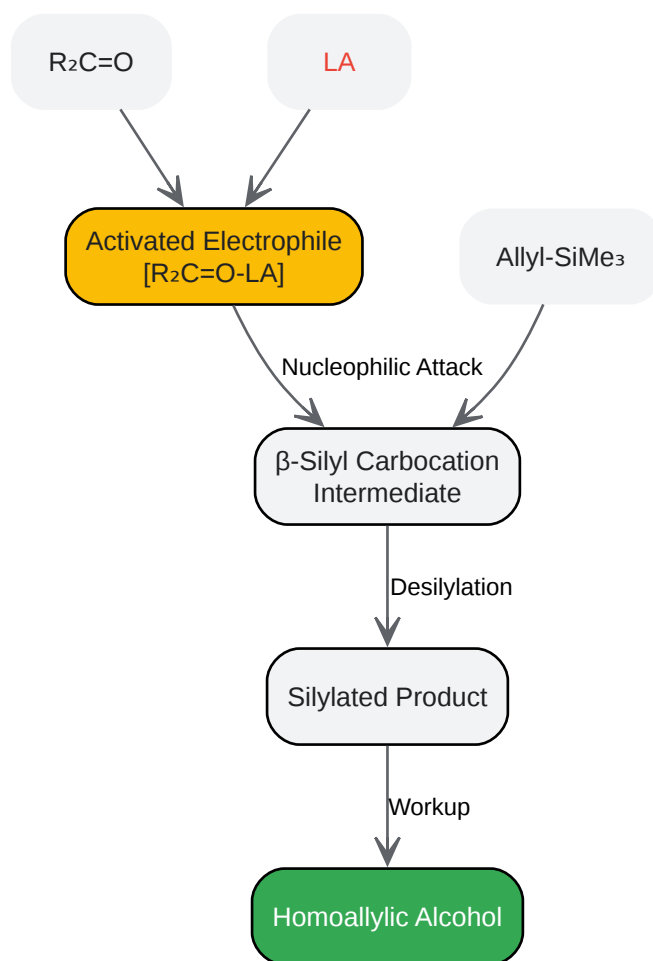 R₂C=O
LA
Activated Electrophile
[R₂C=O-LA]
Allyl-SiMe₃
Nucleophilic Attack
β-Silyl Carbocation
Intermediate
Desilylation
Silylated Product
Workup
Homoallylic Alcohol